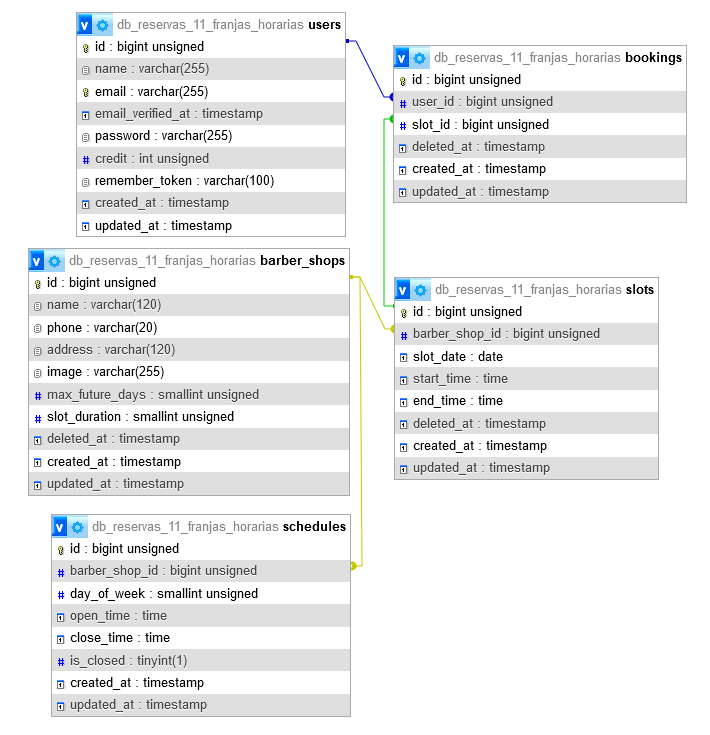 v db_reservas_11_franjas_horarias users
id : bigint unsigned
name : varchar(255)
email : varchar(255)
email_verified_at : timestamp
password : varchar(255)
# credit : int unsigned
remember_token : varchar(100)
created_at : timestamp
updated_at : timestamp
v db_reservas_11_franjas_horarias bookings
id : bigint unsigned
# user_id : bigint unsigned
# slot_id : bigint unsigned
deleted_at : timestamp
created_at : timestamp
updated_at : timestamp
v db_reservas_11_franjas_horarias barber_shops
id : bigint unsigned
name : varchar(120)
phone : varchar(20)
address : varchar(120)
image : varchar(255)
# max_future_days : smallint unsigned
# slot_duration : smallint unsigned
deleted_at : timestamp
created_at : timestamp
updated_at : timestamp
v db_reservas_11_franjas_horarias slots
id : bigint unsigned
# barber_shop_id : bigint unsigned
slot_date : date
start_time : time
end_time : time
deleted_at : timestamp
created_at : timestamp
updated_at : timestamp
v db_reservas_11_franjas_horarias schedules
id : bigint unsigned
# barber_shop_id : bigint unsigned
# day_of_week : smallint unsigned
open_time : time
close_time : time
# is_closed : tinyint(1)
created_at : timestamp
updated_at : timestamp